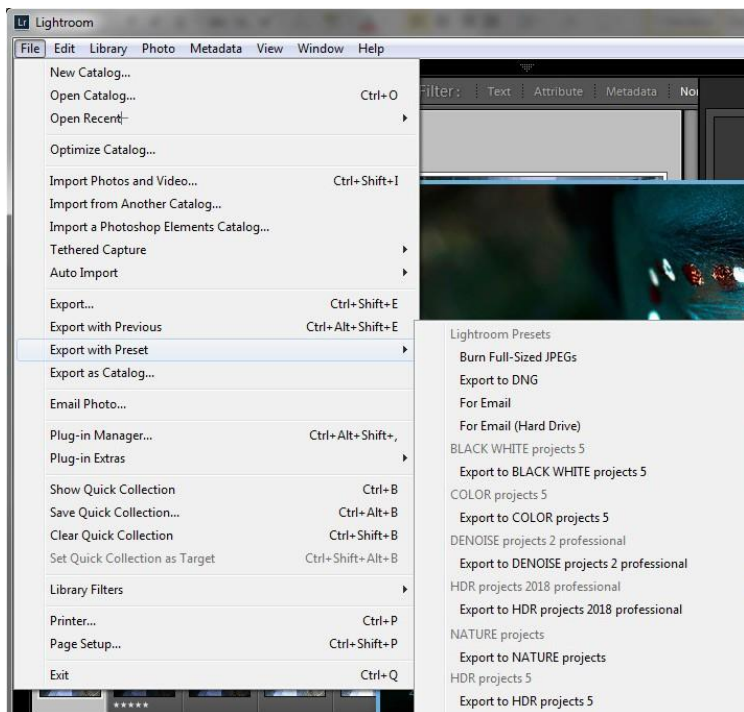 Lr Lightroom
File Edit Library Photo Metadata View Window Help
New Catalog...
Open Catalog... Ctrl+O
Open Recent
Optimize Catalog...
Import Photos and Video... Ctrl+Shift+I
Import from Another Catalog...
Import a Photoshop Elements Catalog...
Tethered Capture
Auto Import
Export... Ctrl+Shift+E
Export with Previous Ctrl+Alt+Shift+E
Export with Preset
Export as Catalog...
Email Photo...
Plug-in Manager... Ctrl+Alt+Shift+,
Plug-in Extras
Show Quick Collection Ctrl+B
Save Quick Collection... Ctrl+Alt+B
Clear Quick Collection Ctrl+Shift+B
Set Quick Collection as Target Ctrl+Shift+Alt+B
Library Filters
Printer... Ctrl+P
Page Setup... Ctrl+Shift+P
Exit Ctrl+Q
Filter: Text Attribute Metadata
Lightroom Presets
Burn Full-Sized JPEGs
Export to DNG
For Email
For Email (Hard Drive)
BLACK WHITE projects 5
Export to BLACK WHITE projects 5
COLOR projects 5
Export to COLOR projects 5
DENOISE projects 2 professional
Export to DENOISE projects 2 professional
HDR projects 2018 professional
Export to HDR projects 2018 professional
NATURE projects
Export to NATURE projects
HDR projects 5
Export to HDR projects 5